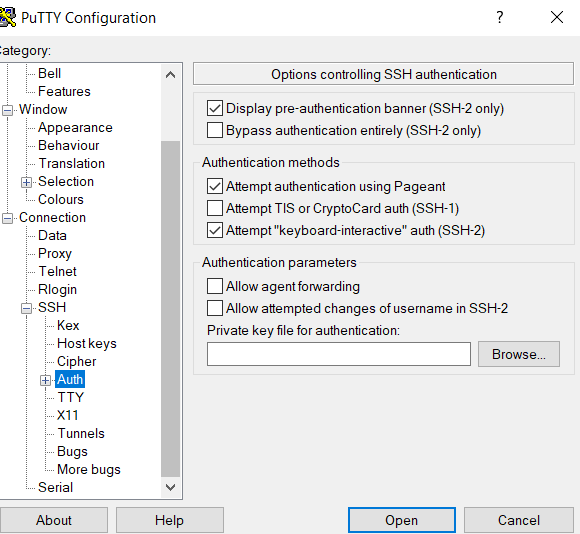 PuTTY Configuration
?
Category:
Bell
Features
Window
Appearance
Behaviour
Translation
Selection
Colours
Connection
Data
Proxy
Telnet
Rlogin
SSH
Kex
Host keys
Cipher
Auth
TTY
X11
Tunnels
Bugs
More bugs
Serial
Options controlling SSH authentication
Display pre-authentication banner (SSH-2 only)
Bypass authentication entirely (SSH-2 only)
Authentication methods
Attempt authentication using Pageant
Attempt TIS or CryptoCard auth (SSH-1)
Attempt "keyboard-interactive" auth (SSH-2)
Authentication parameters
Allow agent forwarding
Allow attempted changes of username in SSH-2
Private key file for authentication:
Browse...
About
Help
Open
Cancel